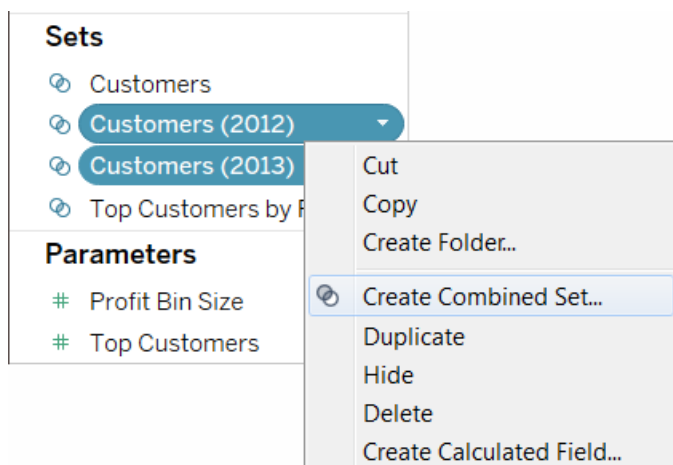 Sets
Customers
Customers (2012)
Customers (2013)
Top Customers by
Parameters
# Profit Bin Size
# Top Customers
Cut
Copy
Create Folder...
Create Combined Set...
Duplicate
Hide
Delete
Create Calculated Field...